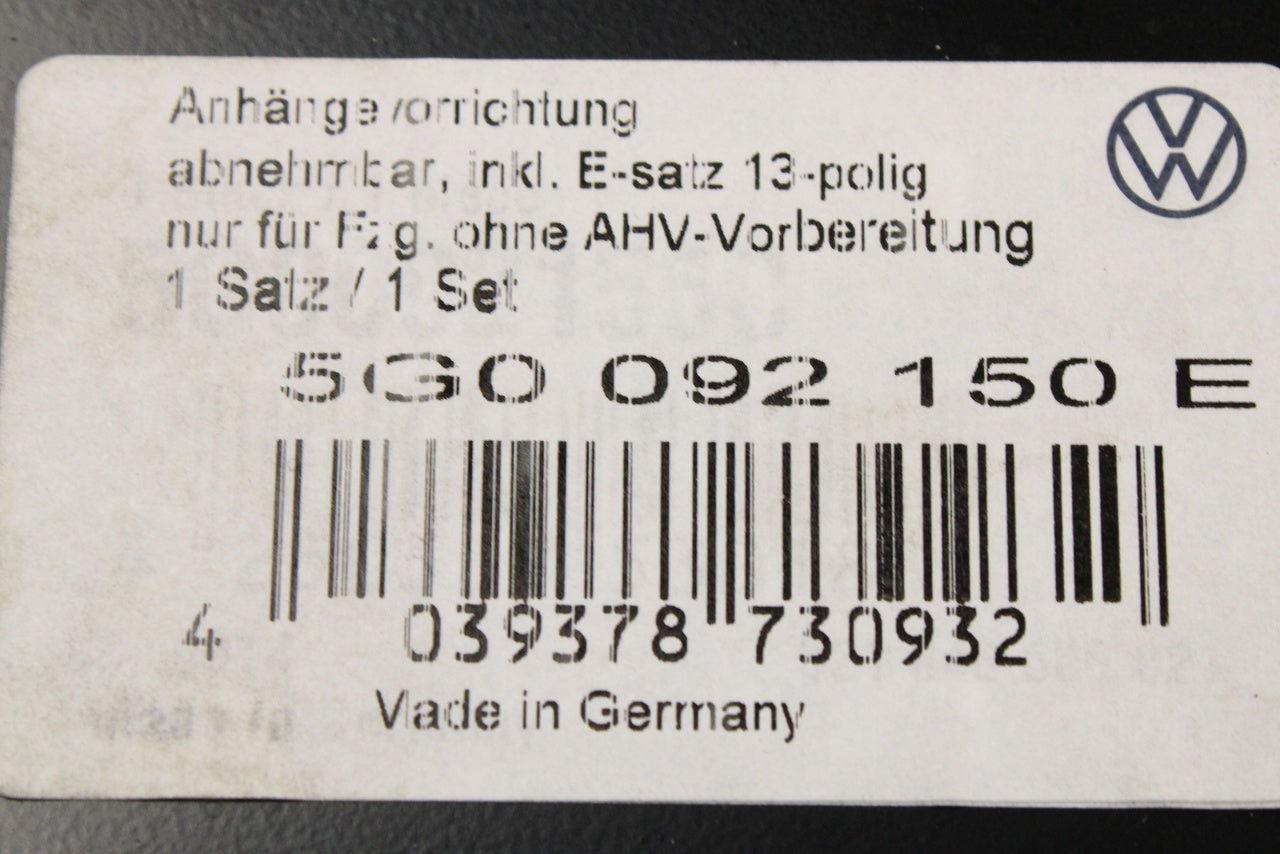 Anhängevorrichtung
abnehmbar, inkl. E-satz 13-polig
nur für Fzg. ohne AHV-Vorbereitung
1 Satz / 1 Set
5G0 092 150 E
4 039378 730932
Made in Germany